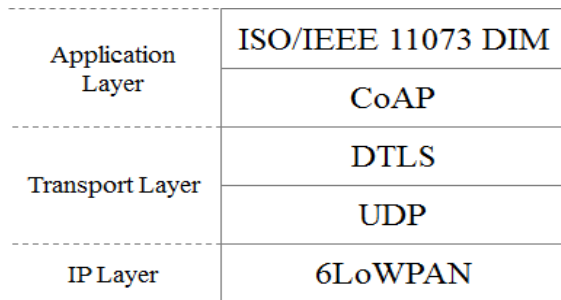 Application
Layer
ISO/IEEE 11073 DIM
CoAP
Transport Layer
DTLS
UDP
IP Layer
6LoWPAN